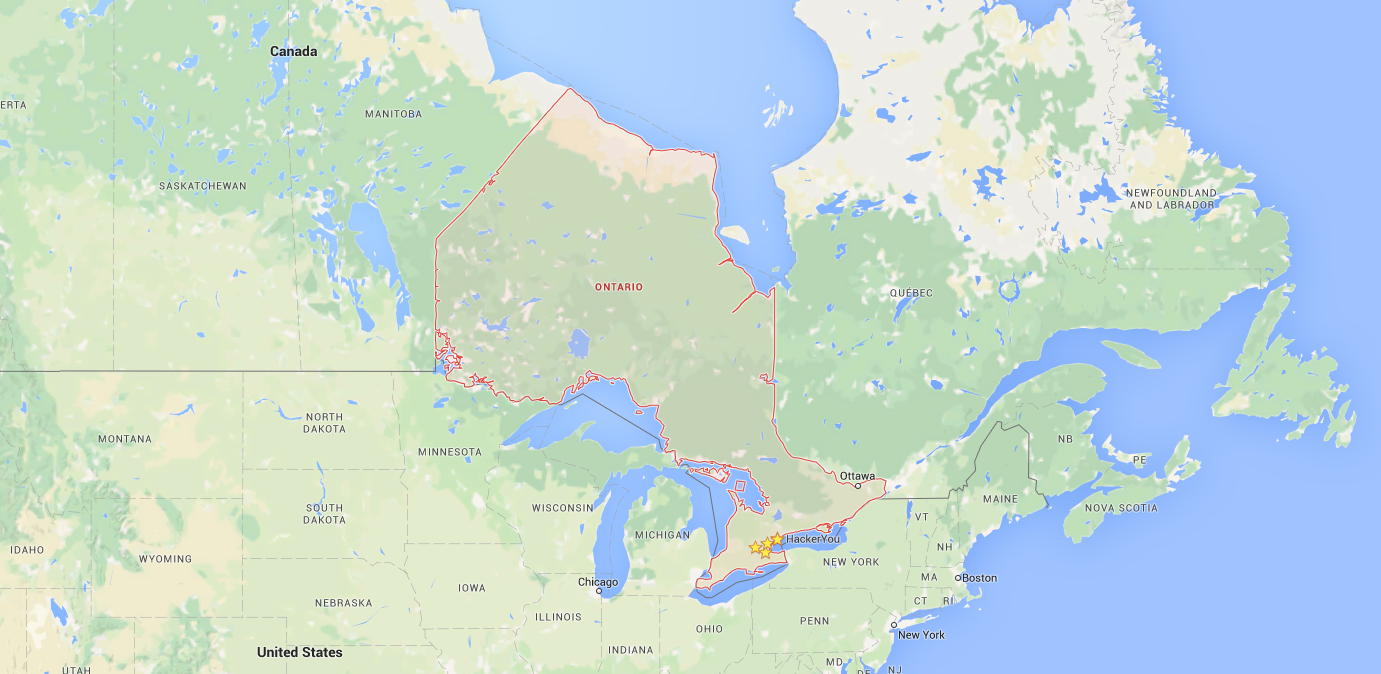 Canada
ERTA
MANITOBA
SASKATCHEWAN
NEWFOUNDLAND
AND LABRADOR
ONTARIO
QUÉBEC
NORTH
DAKOTA
MONTANA
MINNESOTA
NB
PE
Ottawa
MAINE
NOVA SCOTIA
WISCONSIN
SOUTH
DAKOTA
VT
MICHIGAN
HackerYou
NH
IDAHO
WYOMING
NEW YORK
MA
Boston
Chicago
IOWA
CT
RI
NEBRASKA
ILLINOIS
OHIO
PENN
New York
United States
INDIANA
MD
UTAH
DE
NJ